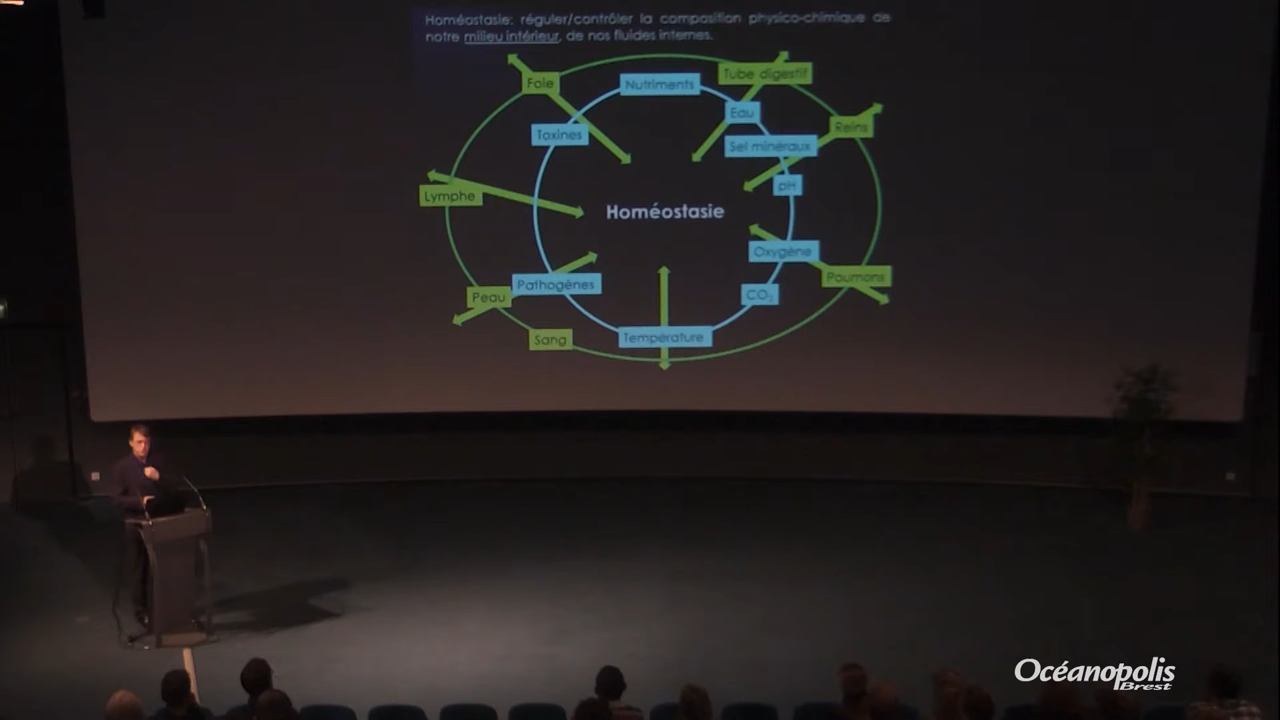 Homéostasie: réguler/contrôler la composition physico-chimique de
notre milieu intérieur, de nos fluides internes.
Foie
Nutriments
Tube digestif
Eau
Reins
Toxines
Sel minéraux
pH
Lymphe
Homéostasie
Oxygène
Poumons
Pathogènes
Peau
CO₂
Sang
Température
Océanopolis
Brest